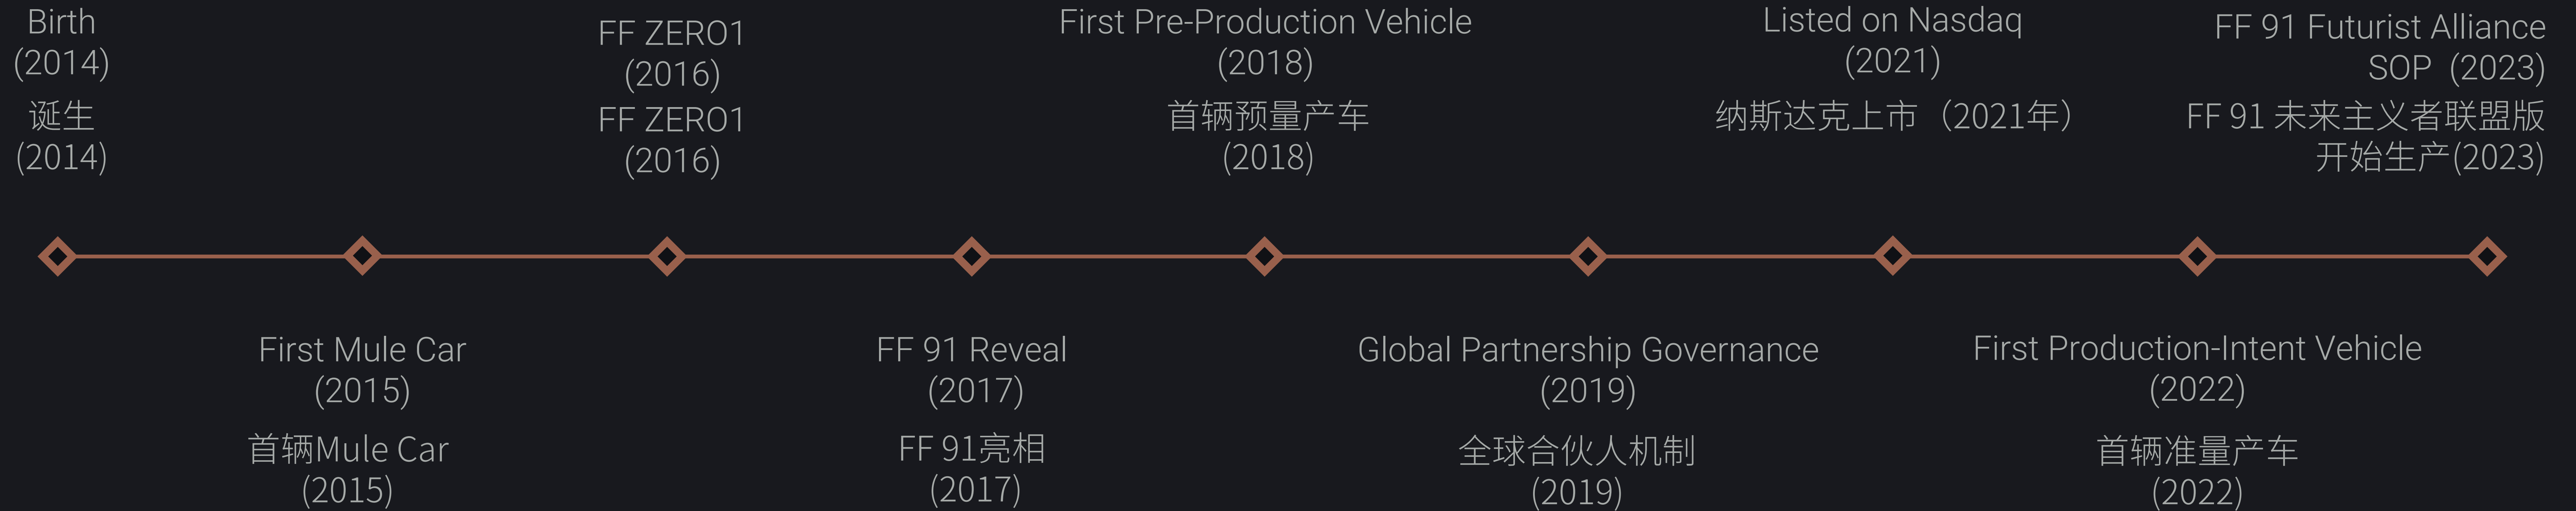 Birth
(2014)
诞生
(2014)
First Mule Car
(2015)
首辆Mule Car
(2015)
FF ZERO1
(2016)
FF ZERO1
(2016)
FF 91 Reveal
(2017)
FF 91亮相
(2017)
First Pre-Production Vehicle
(2018)
首辆预量产车
(2018)
Global Partnership Governance
(2019)
全球合伙人机制
(2019)
Listed on Nasdaq
(2021)
纳斯达克上市（2021年）
First Production-Intent Vehicle
(2022)
首辆准量产车
(2022)
FF 91 Futurist Alliance
SOP (2023)
FF 91 未来主义者联盟版
开始生产(2023)